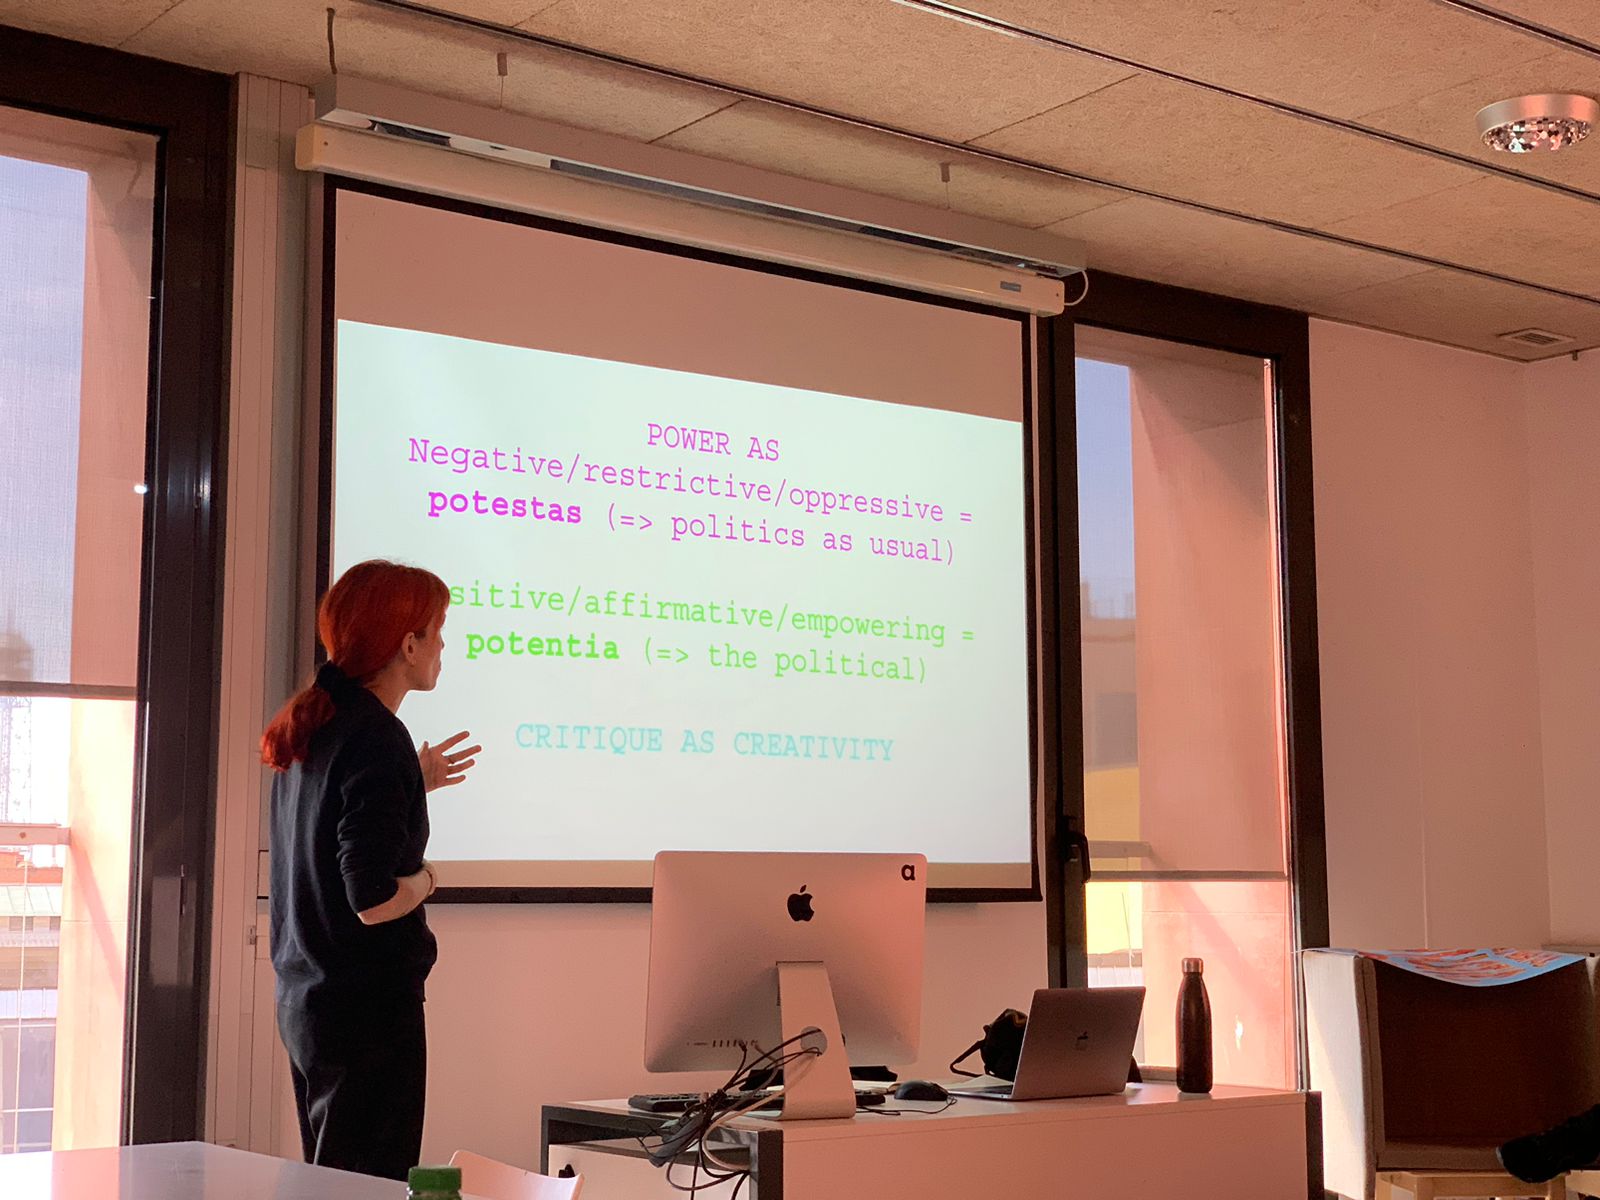 POWER AS
Negative/restrictive/oppressive =
potestas (=> politics as usual)
sitive/affirmative/empowering =
potentia (=> the political)
CRITIQUE AS CREATIVITY
a